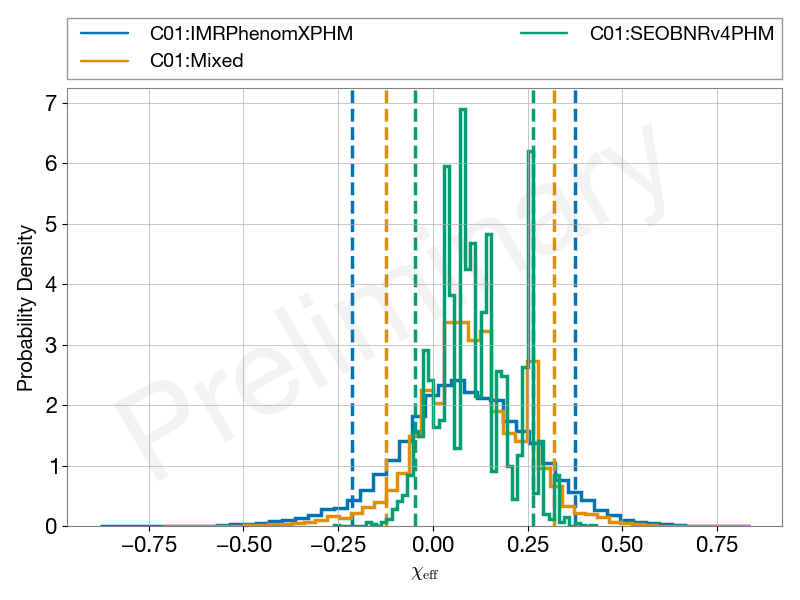 C01:IMRPhenomXPHM
C01:Mixed
C01:SEOBNRv4PHM
Preliminary
Probability Density
7
6
5
4
3
2
1
0
−0.75
−0.50
−0.25
0.00
0.25
0.50
0.75
χeff